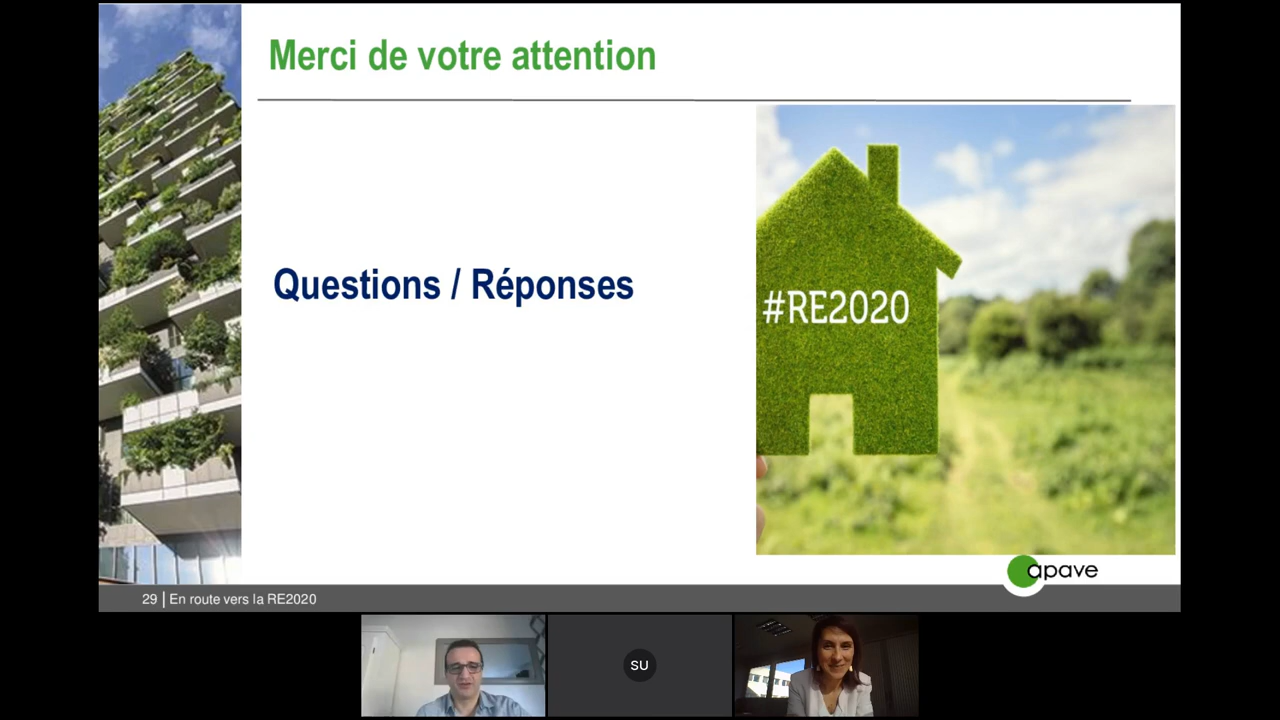 Merci de votre attention
Questions / Réponses
#RE2020
apave
29 | En route vers la RE2020
SU